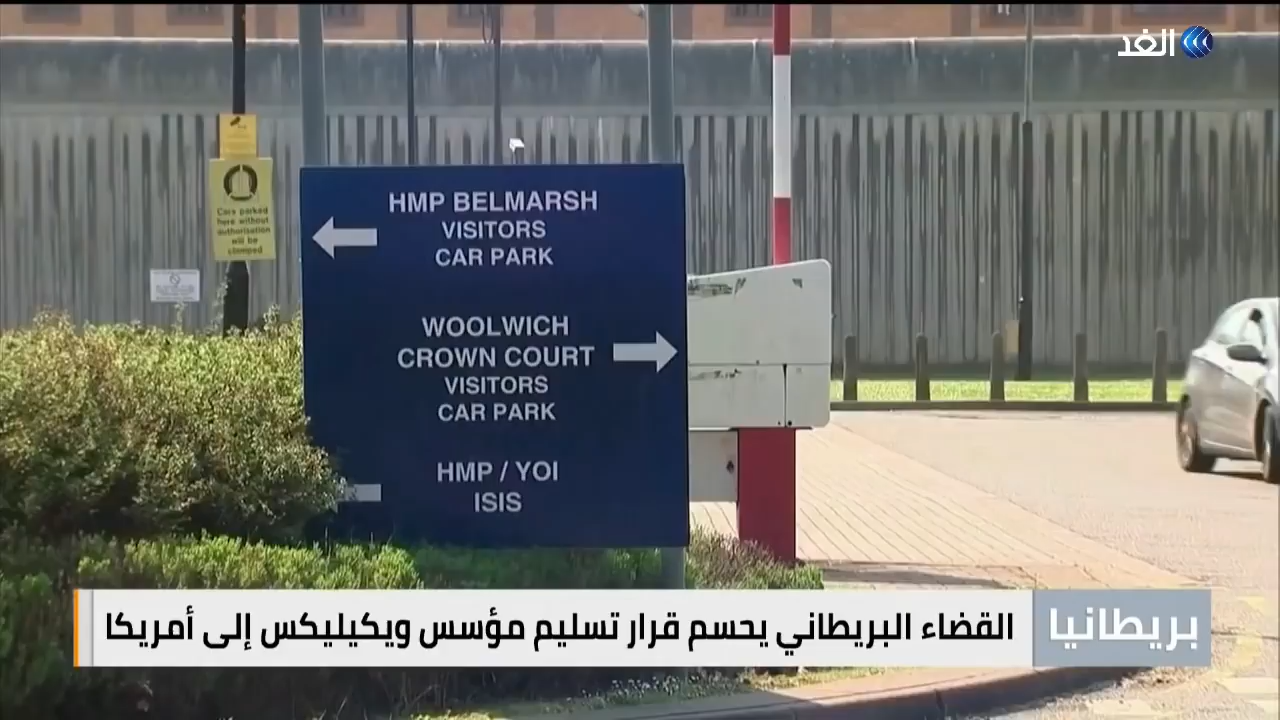 الغد
Cars parked
here without
authorisation
will be
clamped
HMP BELMARSH
VISITORS
CAR PARK
WOOLWICH
CROWN COURT
VISITORS
CAR PARK
HMP / YOI
ISIS
بريطانيا
القضاء البريطاني يحسم قرار تسليم مؤسس ويكيليكس إلى أمريكا